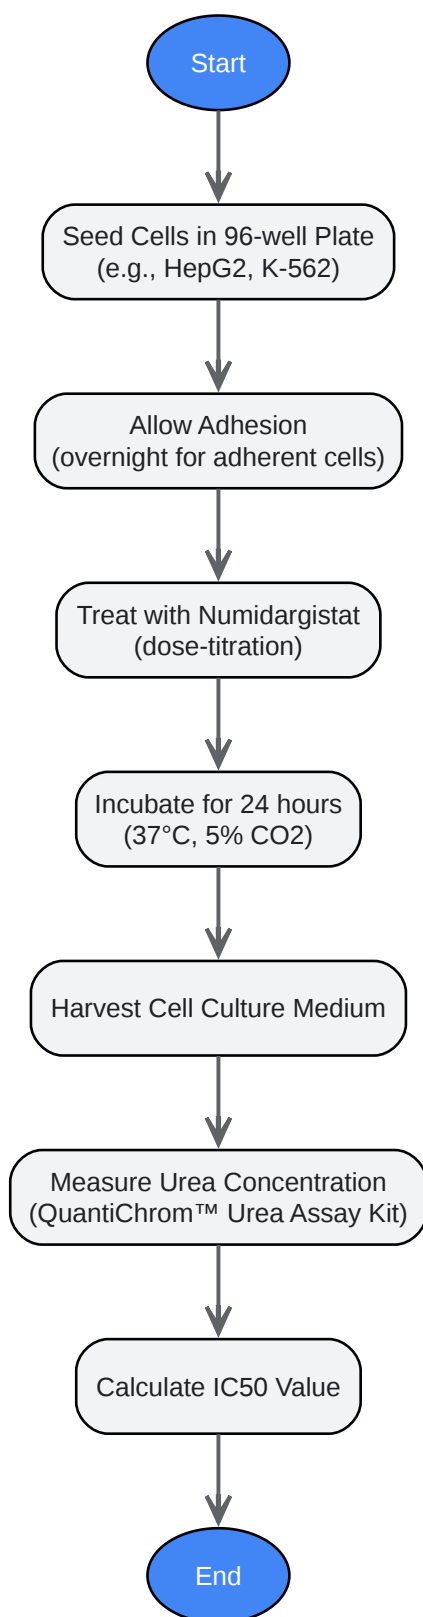 Start
Seed Cells in 96-well Plate
(e.g., HepG2, K-562)
Allow Adhesion
(overnight for adherent cells)
Treat with Numidargistat
(dose-titration)
Incubate for 24 hours
(37°C, 5% CO2)
Harvest Cell Culture Medium
Measure Urea Concentration
(QuantiChrom™ Urea Assay Kit)
Calculate IC50 Value
End